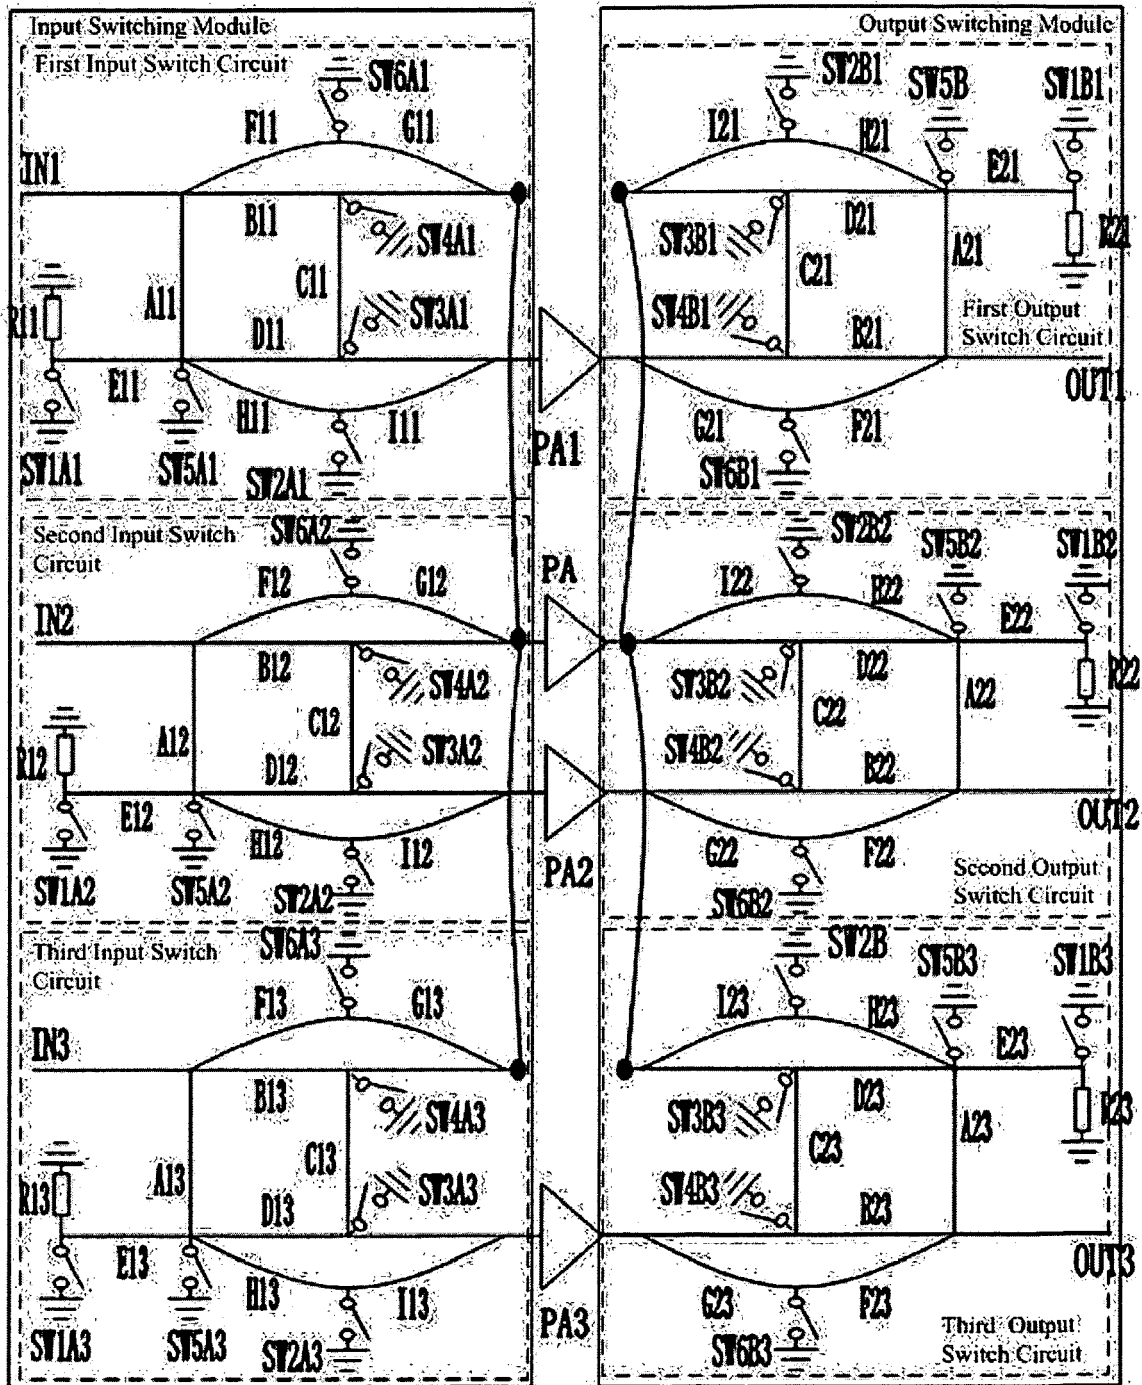 Input Switching Module
First Input Switch Circuit
SW6A1
F11
G11
IN1
B11
SW4A1
C11
A11
R11
D11
SW3A1
E11
H11
I11
SW1A1
SW5A1
SW2A1
PA1
Output Switching Module
SW2B1
SW5B
SW1B1
I21
H21
E21
D21
SW3B1
C21
A21
R21
SW4B1
B21
First Output
Switch Circuit
OUT1
G21
F21
SW6B1
Second Input Switch
Circuit
SW6A2
F12
G12
IN2
B12
SW4A2
C12
A12
R12
D12
SW3A2
E12
H12
I12
SW1A2
SW5A2
SW2A2
PA
PA2
SW2B2
SW5B2
SW1B2
I22
H22
E22
D22
SW3B2
C22
A22
R22
SW4B2
B22
OUT2
G22
F22
SW6B2
Second Output
Switch Circuit
Third Input Switch
Circuit
SW6A3
F13
G13
IN3
B13
SW4A3
C13
A13
R13
D13
SW3A3
E13
H13
I13
SW1A3
SW5A3
SW2A3
PA3
SW2B
SW5B3
SW1B3
I23
H23
E23
D23
SW3B3
C23
A23
R23
SW4B3
B23
OUT3
G23
F23
SW6B3
Third Output
Switch Circuit